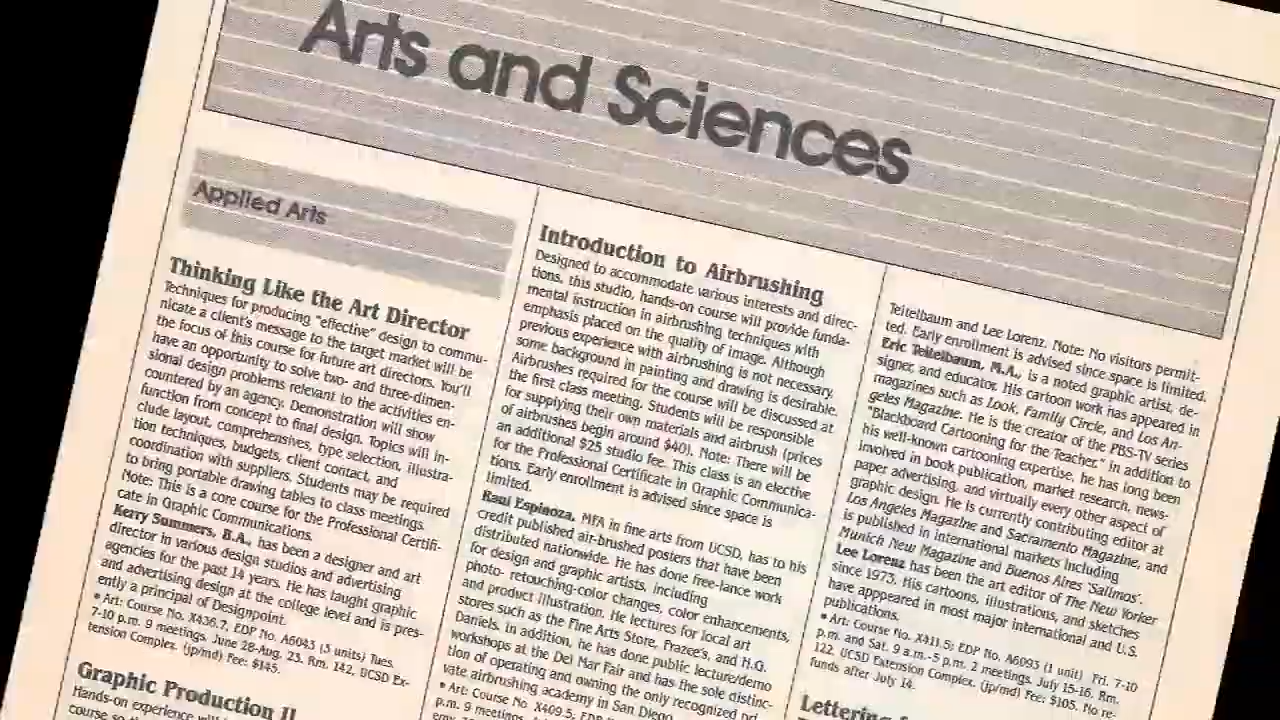 Arts and Sciences
Applied Arts
Thinking Like the Art Director
Techniques for producing "effective" design to commu-
nicate a client's message to the target market will be
the focus of this course for future art directors. You'll
have an opportunity to solve two- and three-dimen-
sional design problems relevant to the activities en-
countered by an agency. Demonstration will show
function from concept to final design. Topics will in-
clude layout, comprehensives, type selection, illustra-
tion techniques, budgets, client contact, and
coordination with suppliers. Students may be required
to bring portable drawing tables to class meetings.
Note: This is a core course for the Professional Certifi-
cate in Graphic Communications.
Kerry Summers, B.A., has been a designer and art
director in various design studios and advertising
agencies for the past 14 years. He has taught graphic
and advertising design at the college level and is pres-
ently a principal of Designpoint.
• Art: Course No. X436.7, EDP No. A6043 (3 units) Tues.
7-10 p.m. 9 meetings. June 28-Aug. 23. Rm. 142, UCSD Ex-
tension Complex. (jp/md) Fee: $145.
Graphic Production II
Hands-on experience
course so
Introduction to Airbrushing
Designed to accommodate various interests and direc-
tions, this studio, hands-on course will provide funda-
mental instruction in airbrushing techniques with
emphasis placed on the quality of image. Although
previous experience with airbrushing is not necessary,
some background in painting and drawing is desirable.
Airbrushes required for the course will be discussed at
the first class meeting. Students will be responsible
for supplying their own materials and airbrush (prices
of airbrushes begin around $40). Note: There will be
an additional $25 studio fee. This class is an elective
for the Professional Certificate in Graphic Communica-
tions. Early enrollment is advised since space is
limited.
Raul Espinoza, MFA in fine arts from UCSD, has to his
credit published air-brushed posters that have been
distributed nationwide. He has done free-lance work
for design and graphic artists, including
photo- retouching-color changes, color enhancements,
and product illustration. He lectures for local art
stores such as the Fine Arts Store, Frazee's, and H.G.
Daniels. In addition, he has done public lecture/demo
workshops at the Del Mar Fair and has the sole distinc-
tion of operating and owning the only recognized pri-
vate airbrushing academy in San Diego.
• Art: Course No. X409.5, EDP
p.m. 9 meetings.
Teitelbaum and Lee Lorenz. Note: No visitors permit-
ted. Early enrollment is advised since space is limited.
Eric Teitelbaum, M.A., is a noted graphic artist, de-
signer, and educator. His cartoon work has appeared in
magazines such as Look, Family Circle, and Los An-
geles Magazine. He is the creator of the PBS-TV series
"Blackboard Cartooning for the Teacher." in addition to
his well-known cartooning expertise, he has long been
involved in book publication, market research, news-
paper advertising, and virtually every other aspect of
graphic design. He is currently contributing editor at
Los Angeles Magazine and Sacramento Magazine, and
is published in international markets including
Munich New Magazine and Buenos Aires 'Salimos'.
Lee Lorenz has been the art editor of The New Yorker
since 1973. His cartoons, illustrations, and sketches
have apppeared in most major international and U.S.
publications.
• Art: Course No. X411.5; EDP No. A6093 (1 unit) Fri. 7-10
p.m. and Sat. 9 a.m.-5 p.m. 2 meetings. July 15-16. Rm.
122, UCSD Extension Complex. (jp/md) Fee: $105. No re-
funds after July 14.
Lettering